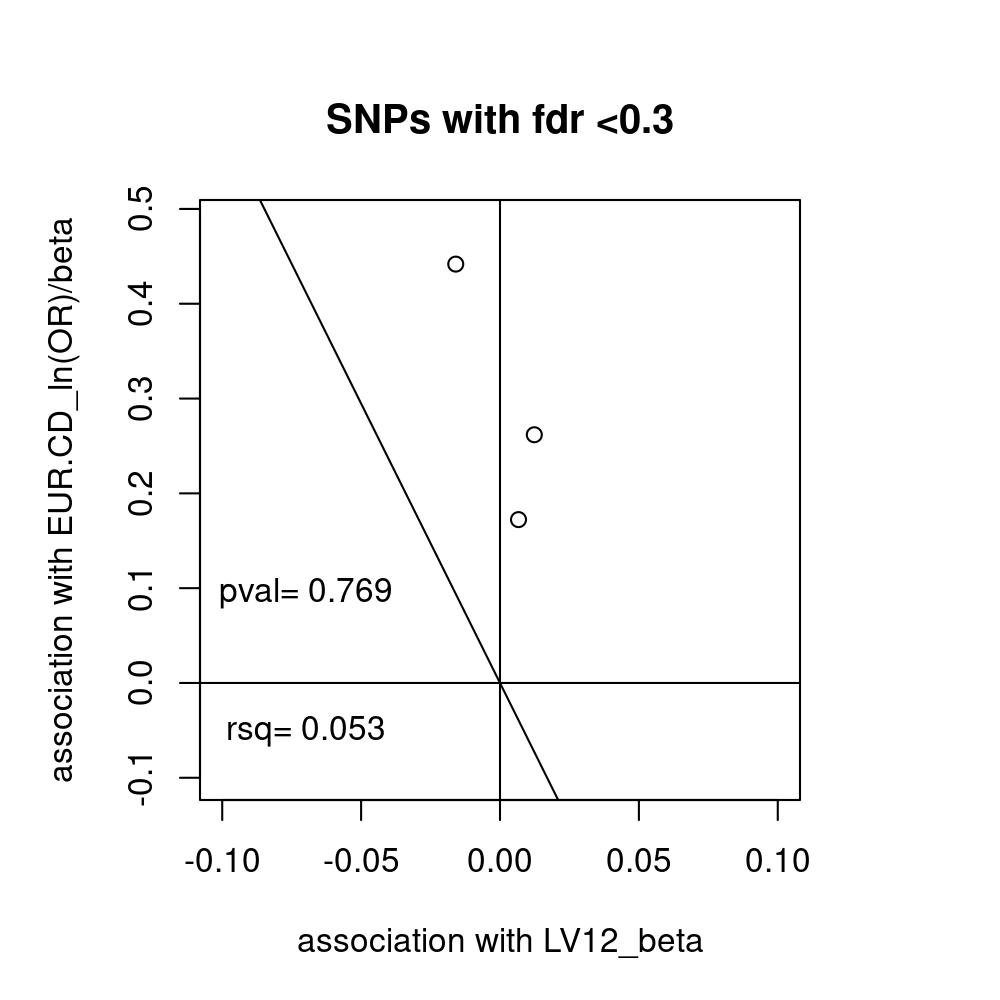 SNPs with fdr <0.3
association with EUR.CD_ln(OR)/beta
0.5
0.4
0.3
0.2
0.1
0.0
-0.1
pval= 0.769
rsq= 0.053
-0.10 -0.05 0.00 0.05 0.10
association with LV12_beta